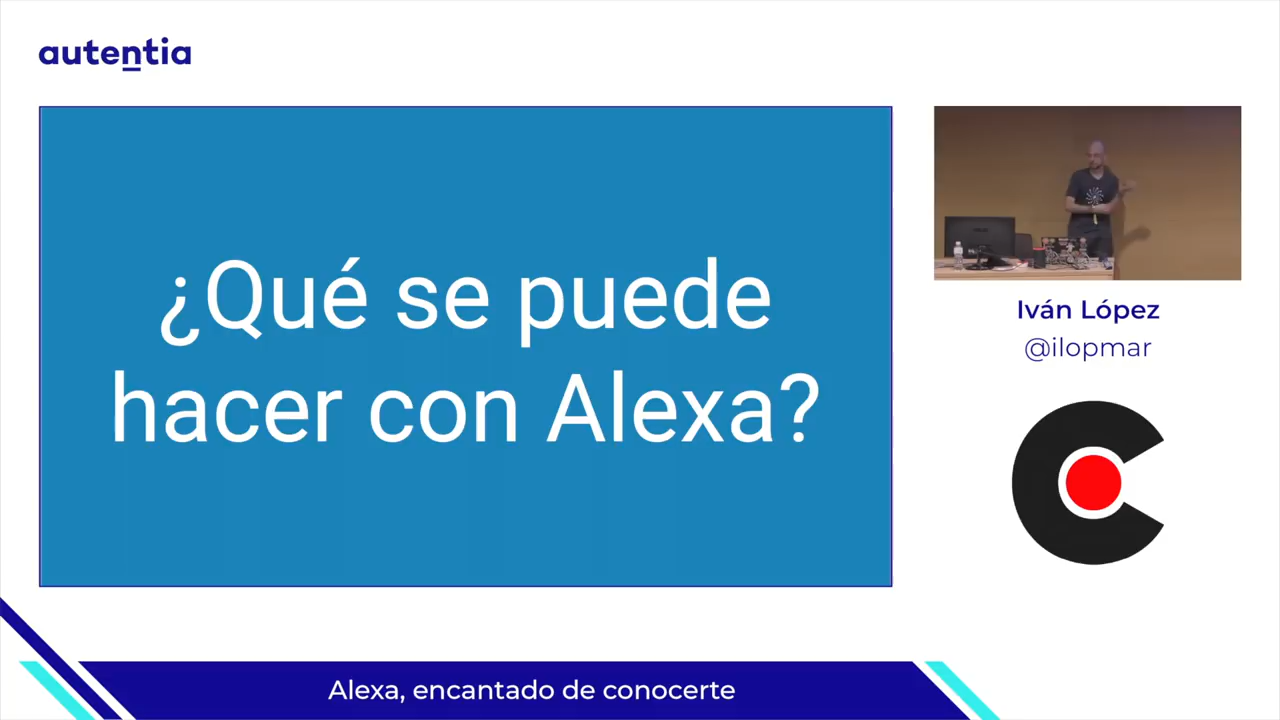 autentia
¿Qué se puede
hacer con Alexa?
Iván López
@ilopmar
Alexa, encantado de conocerte